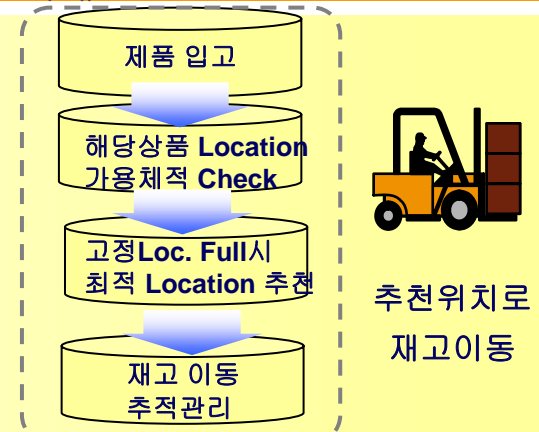 제품 입고
해당상품 Location
가용체적 Check
고정Loc. Full시
최적 Location 추천
재고 이동
추적관리
추천위치로
재고이동